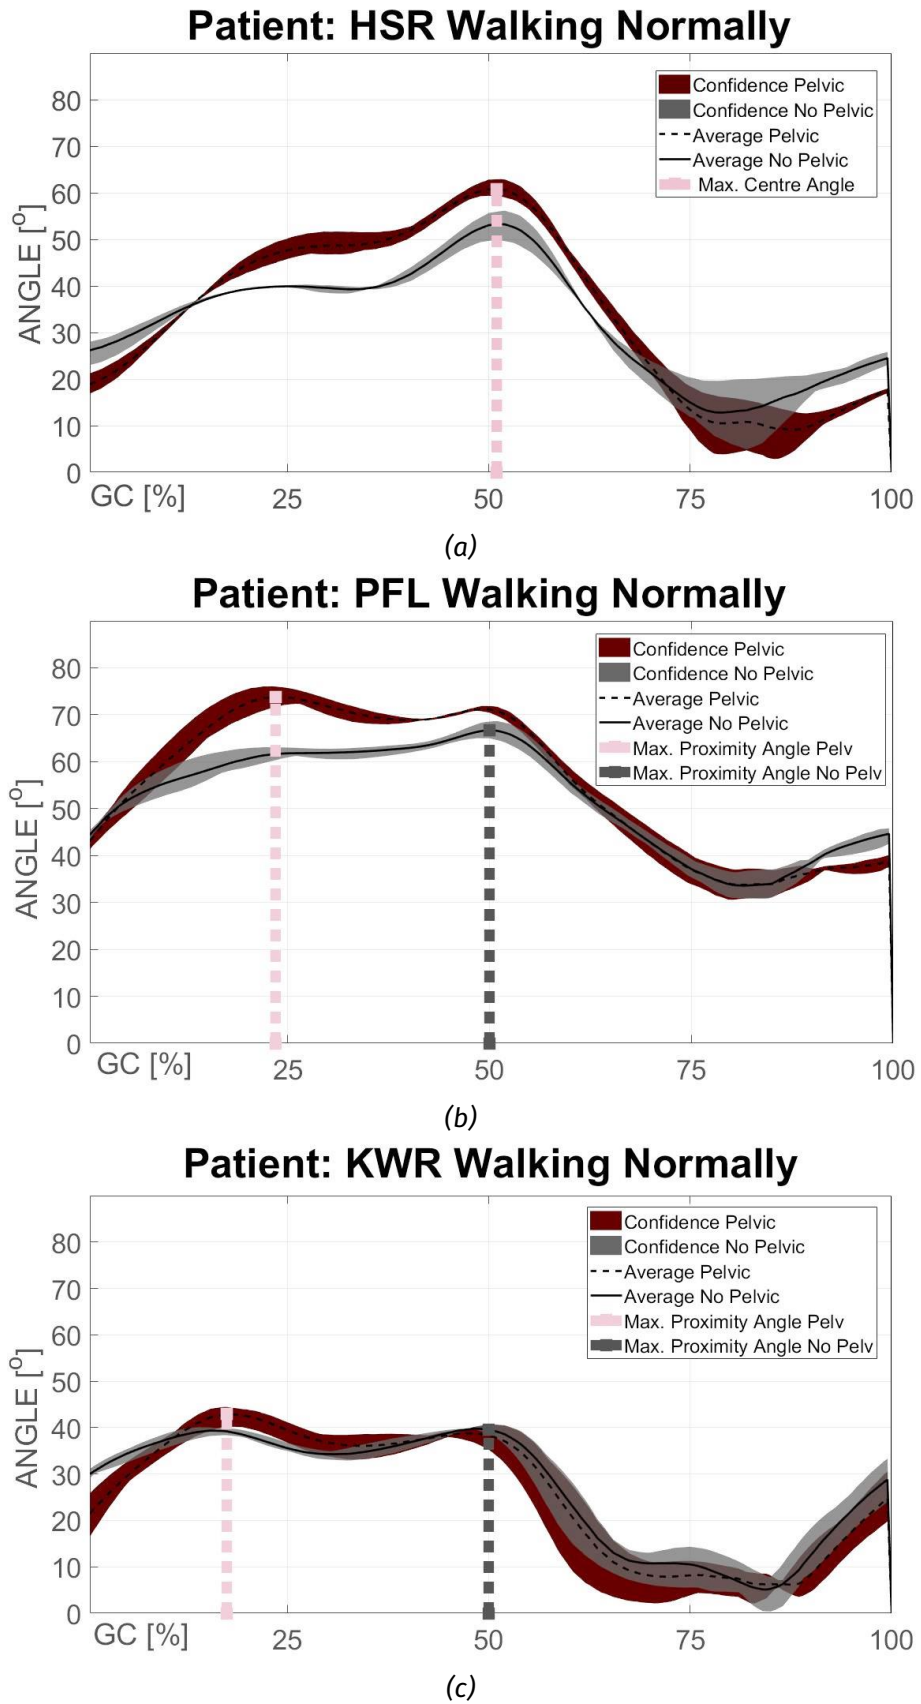 Patient: HSR Walking Normally
80
70
60
50
40
30
20
10
0
ANGLE [o]
Confidence Pelvic
Confidence No Pelvic
Average Pelvic
Average No Pelvic
Max. Centre Angle
GC [%]
25
50
75
100
(a)
Patient: PFL Walking Normally
80
70
60
50
40
30
20
10
0
ANGLE [o]
Confidence Pelvic
Confidence No Pelvic
Average Pelvic
Average No Pelvic
Max. Proximity Angle Pelv
Max. Proximity Angle No Pelv
GC [%]
25
50
75
100
(b)
Patient: KWR Walking Normally
80
70
60
50
40
30
20
10
0
ANGLE [o]
Confidence Pelvic
Confidence No Pelvic
Average Pelvic
Average No Pelvic
Max. Proximity Angle Pelv
Max. Proximity Angle No Pelv
GC [%]
25
50
75
100
(c)